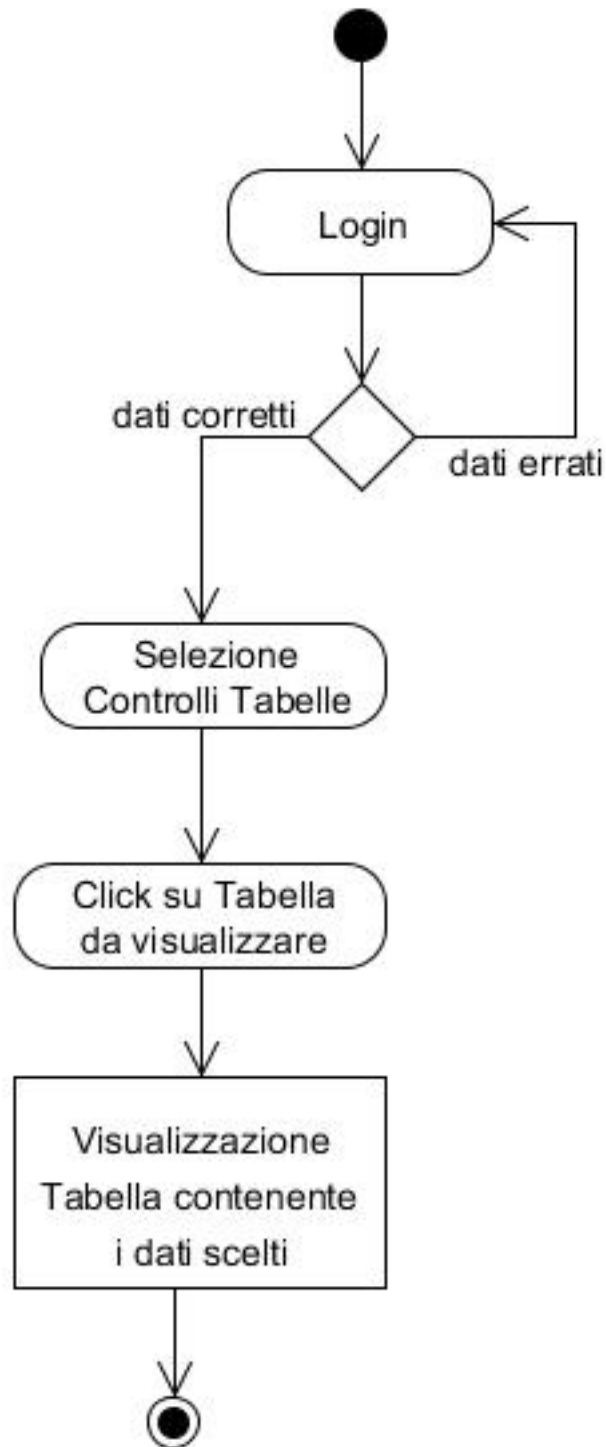 Login
dati corretti
dati errati
Selezione
Controlli Tabelle
Click su Tabella
da visualizzare
Visualizzazione
Tabella contenente
i dati scelti